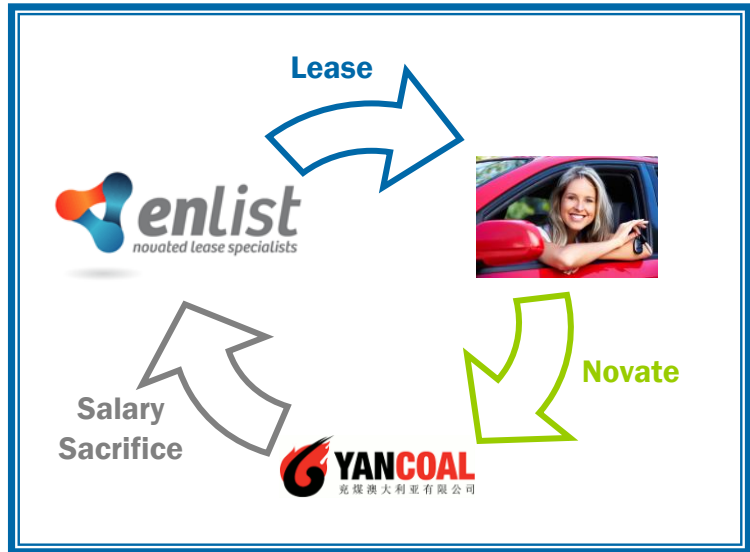 Lease
enlist
novated lease specialists
Novate
Salary
Sacrifice
YANCOAL
兖煤澳大利亚有限公司